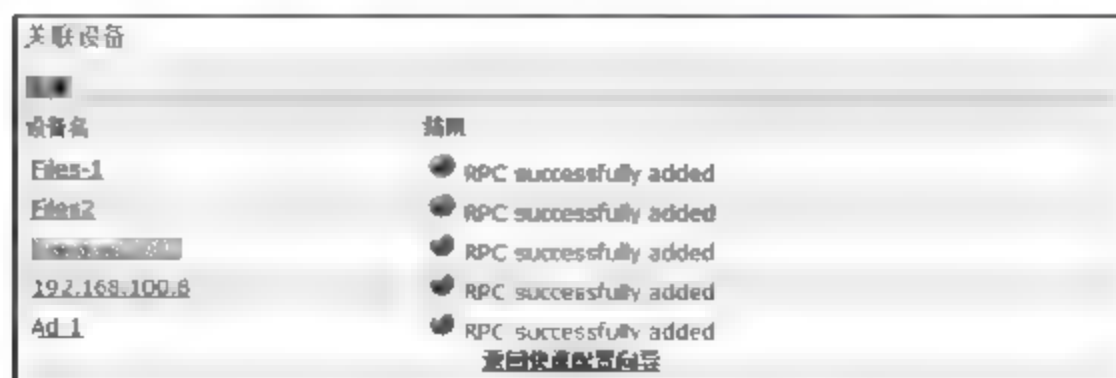 关联设备
设备名 结果
Files-1 RPC successfully added
Files2 RPC successfully added
RPC successfully added
192.168.100.8 RPC successfully added
Ad_1 RPC successfully added
返回快速配置向导